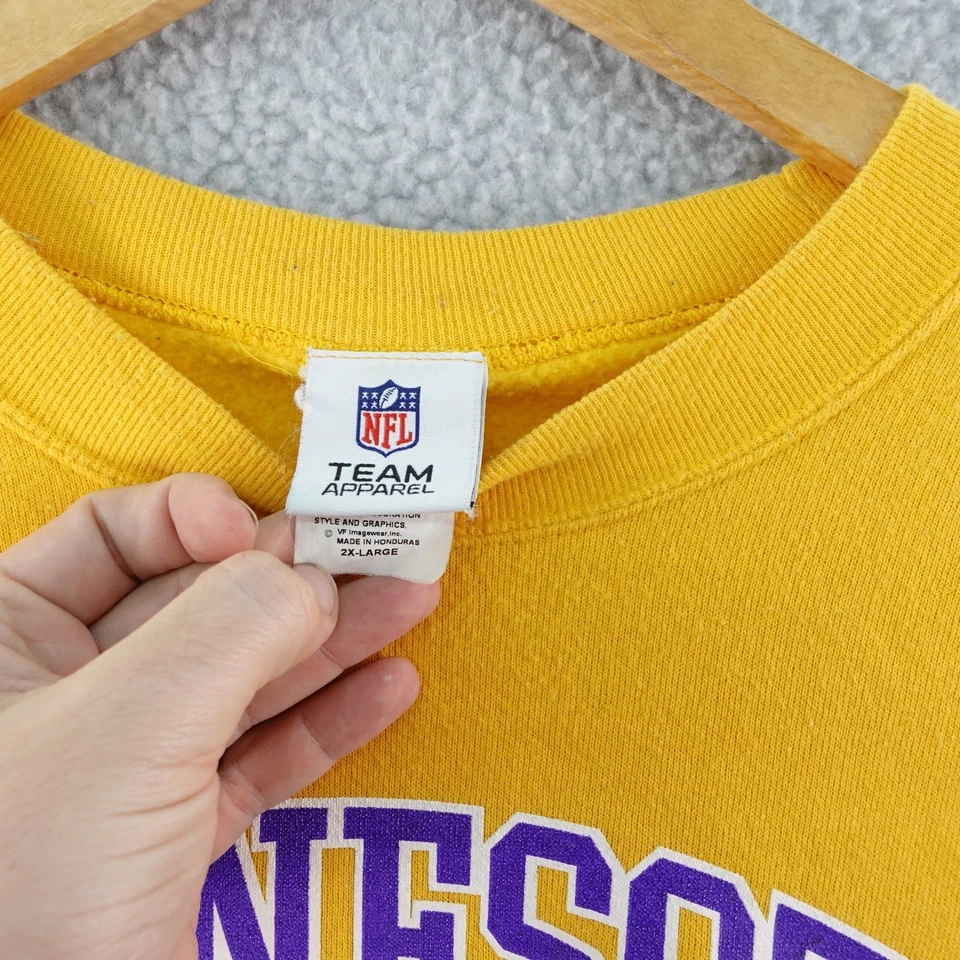 NFL
TEAM
APPAREL
STYLE AND GRAPHICS.
© VF Imagewear, Inc.
MADE IN HONDURAS
2X-LARGE
NESO